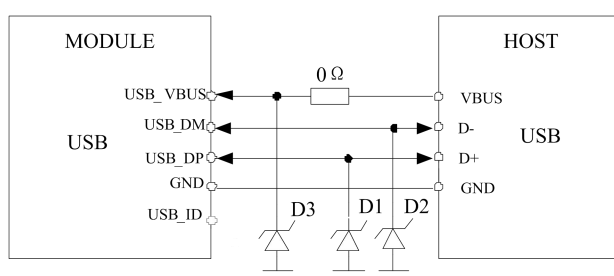 MODULE
HOST
0 Ω
USB_VBUS
VBUS
USB_DM
D-
USB
USB
USB_DP
D+
GND
GND
USB_ID
D3
D1
D2